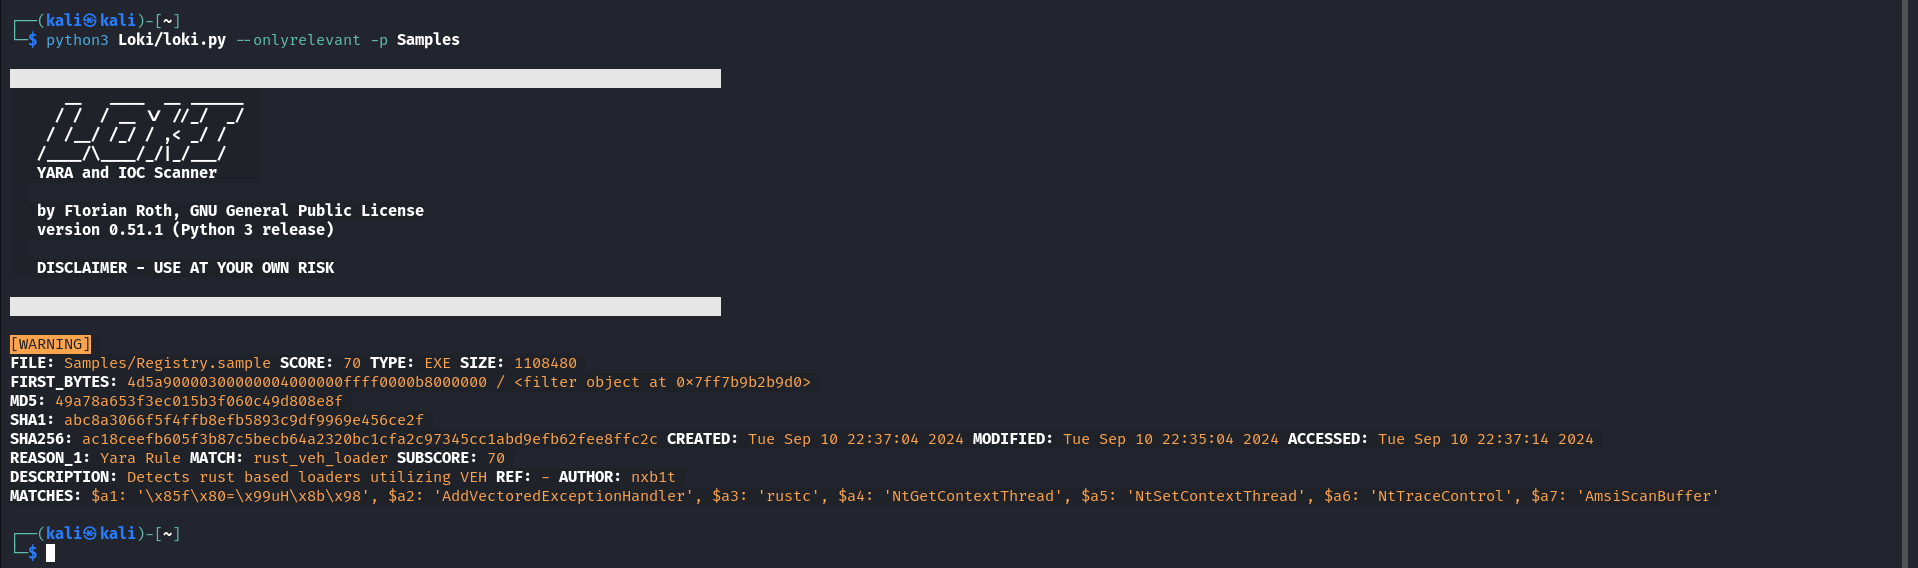 ┌──(kali㉿kali)-[~]
└─$ python3 Loki/loki.py --onlyrelevant -p Samples
YARA and IOC Scanner
by Florian Roth, GNU General Public License
version 0.51.1 (Python 3 release)
DISCLAIMER - USE AT YOUR OWN RISK
[WARNING]
FILE: Samples/Registry.sample SCORE: 70 TYPE: EXE SIZE: 1108480
FIRST_BYTES: 4d5a90000300000004000000ffff0000b8000000 / <filter object at 0×7ff7b9b2b9d0>
MD5: 49a78a653f3ec015b3f060c49d808e8f
SHA1: abc8a3066f5f4ffb8efb5893c9df9969e456ce2f
SHA256: ac18ceefb605f3b87c5becb64a2320bc1cfa2c97345cc1abd9efb62fee8ffc2c CREATED: Tue Sep 10 22:37:04 2024 MODIFIED: Tue Sep 10 22:35:04 2024 ACCESSED: Tue Sep 10 22:37:14 2024
REASON_1: Yara Rule MATCH: rust_veh_loader SUBSCORE: 70
DESCRIPTION: Detects rust based loaders utilizing VEH REF: - AUTHOR: nxb1t
MATCHES: $a1: '\x85f\x80=\x99uH\x8b\x98', $a2: 'AddVectoredExceptionHandler', $a3: 'rustc', $a4: 'NtGetContextThread', $a5: 'NtSetContextThread', $a6: 'NtTraceControl', $a7: 'AmsiScanBuffer'
┌──(kali㉿kali)-[~]
└─$